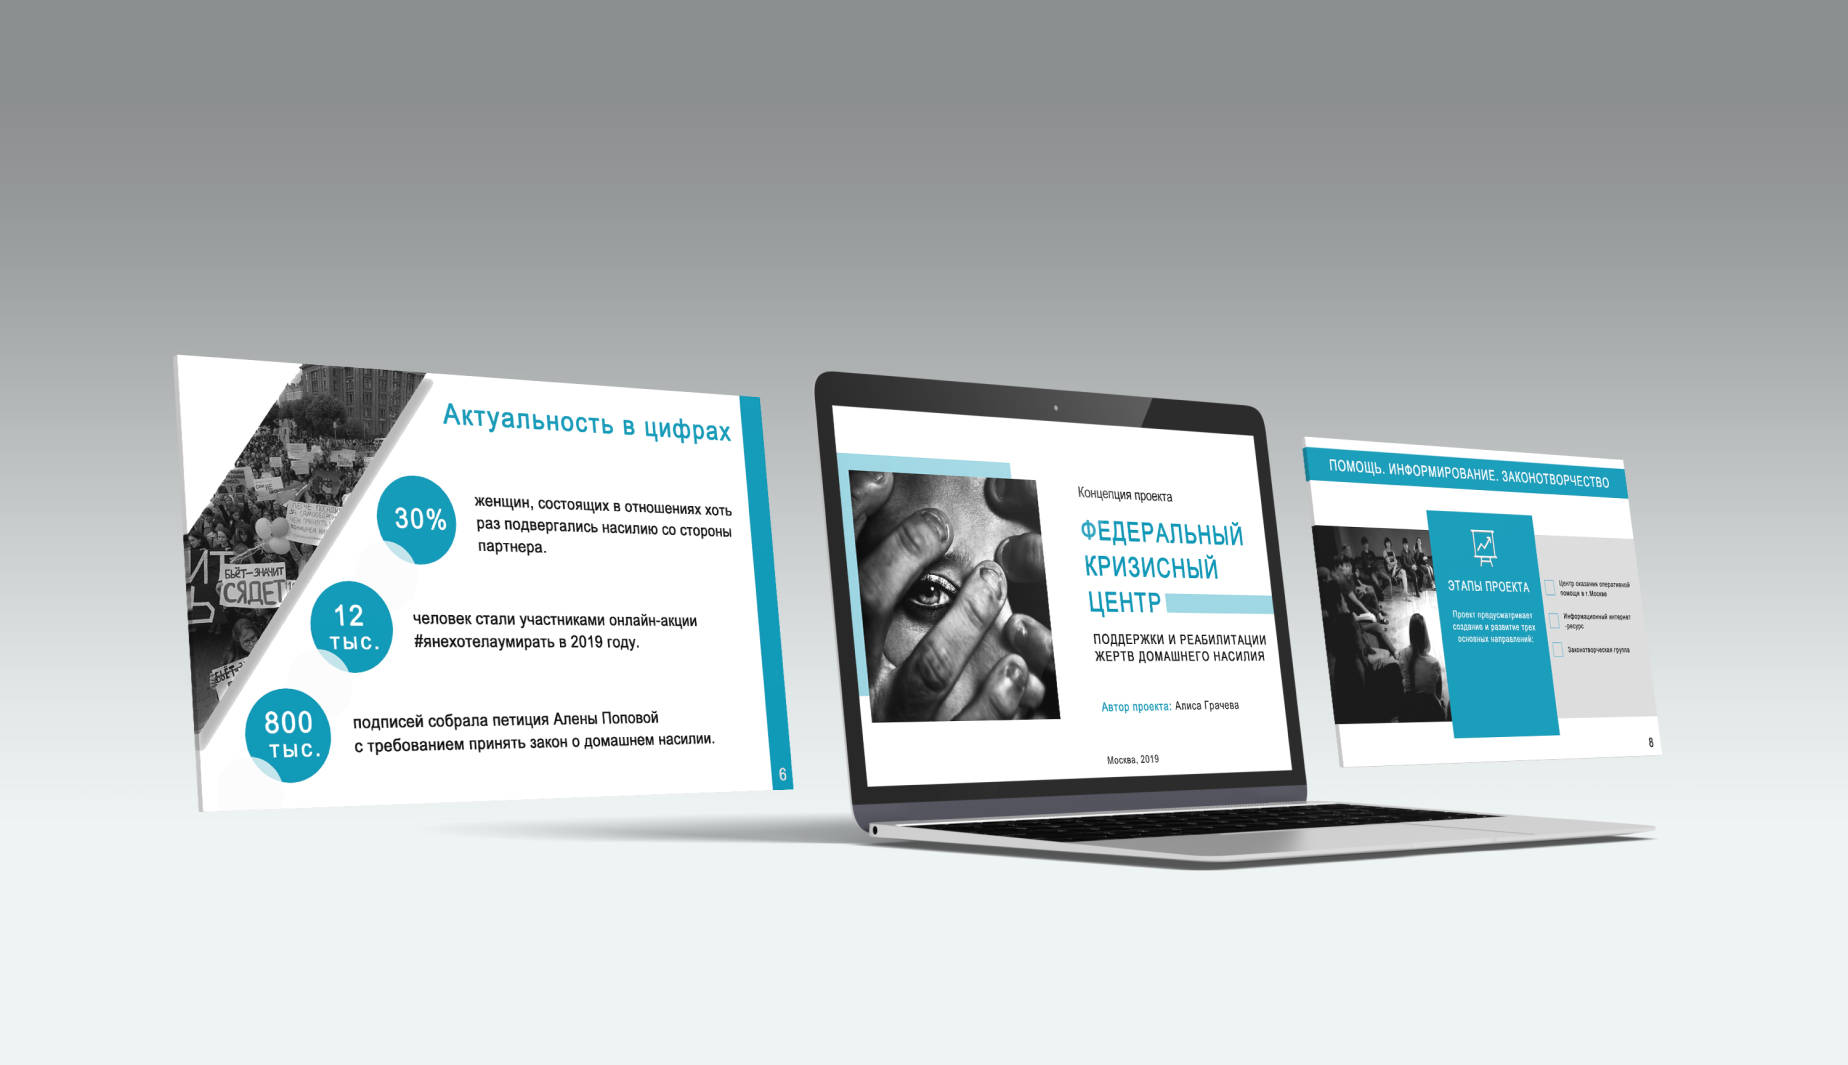 Актуальность в цифрах
30%
женщин, состоящих в отношениях хоть
раз подвергались насилию со стороны
партнера.
12
тыс.
человек стали участниками онлайн-акции
#янехотелаумирать в 2019 году.
800
тыс.
подписей собрала петиция Алены Поповой
с требованием принять закон о домашнем насилии.
6
БЬЁТ—ЗНАЧИТ
СЯДЕТ
Концепция проекта
ФЕДЕРАЛЬНЫЙ
КРИЗИСНЫЙ
ЦЕНТР
ПОДДЕРЖКИ И РЕАБИЛИТАЦИИ
ЖЕРТВ ДОМАШНЕГО НАСИЛИЯ
Автор проекта: Алиса Грачева
Москва, 2019
ПОМОЩЬ. ИНФОРМИРОВАНИЕ. ЗАКОНОТВОРЧЕСТВО
ЭТАПЫ ПРОЕКТА
Проект предусматривает
создание и развитие трех
основных направлений:
Центр оказания оперативной
помощи в г.Москве
Информационный интернет
-ресурс
Законотворческая группа
8